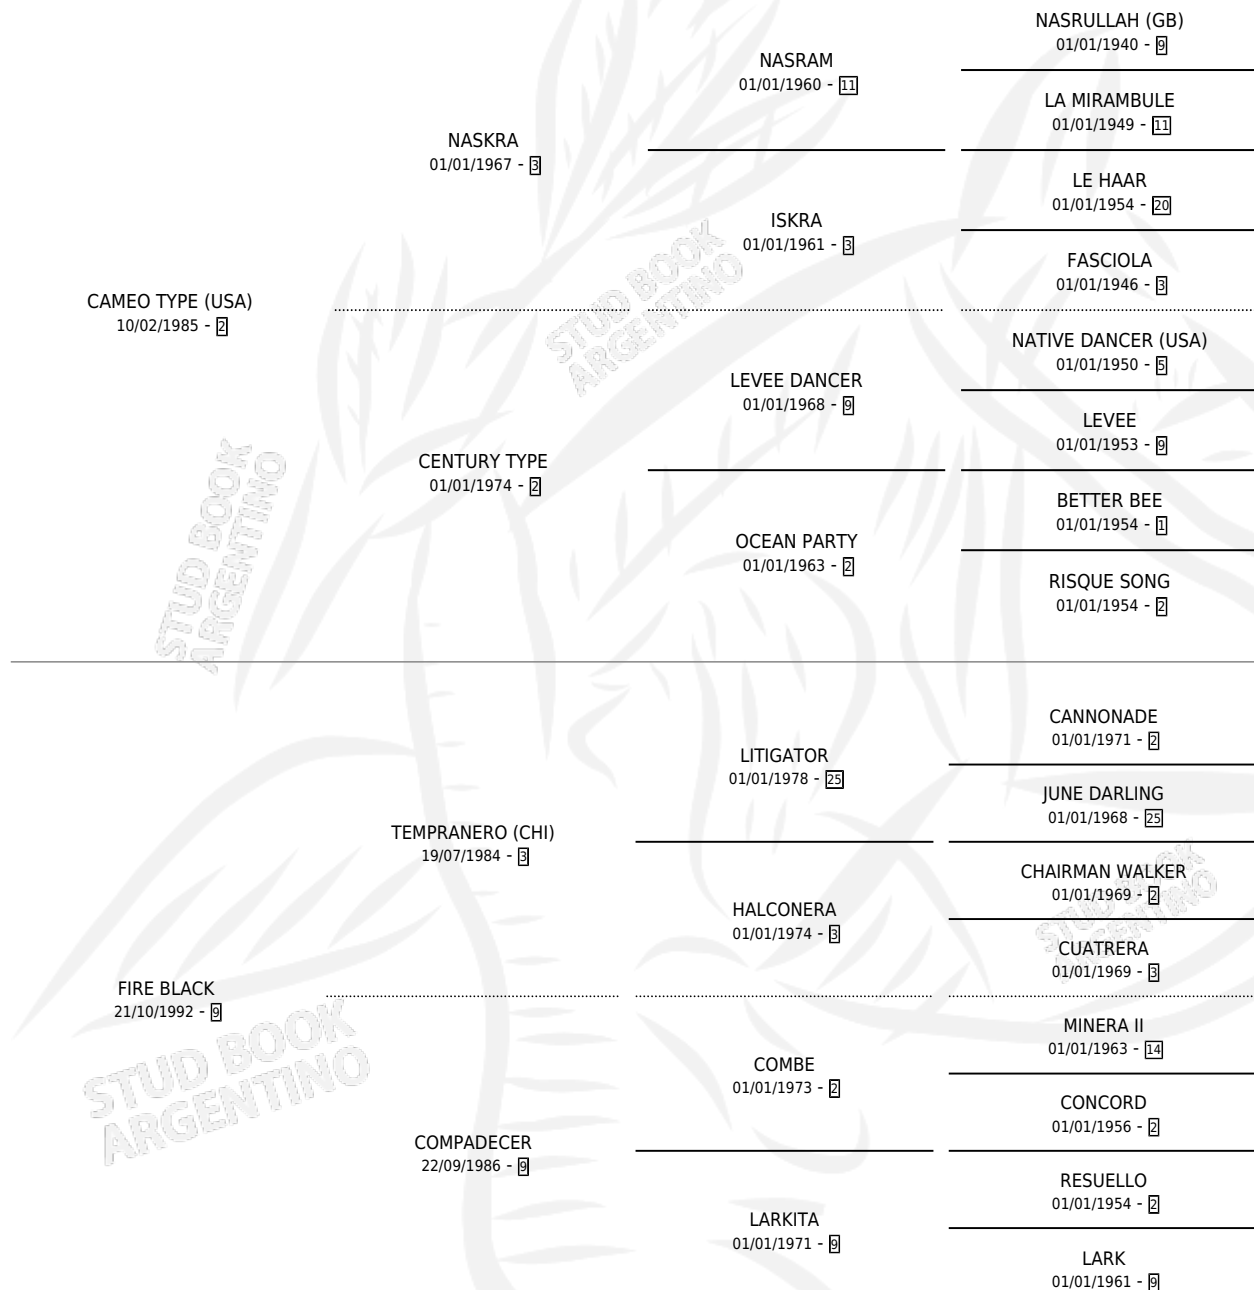 NASRULLAH (GB)
01/01/1940 - 9
NASRAM
01/01/1960 - 11
LA MIRAMBULE
01/01/1949 - 11
NASKRA
01/01/1967 - 3
LE HAAR
01/01/1954 - 20
ISKRA
01/01/1961 - 3
FASCIOLA
01/01/1946 - 3
CAMEO TYPE (USA)
10/02/1985 - 2
NATIVE DANCER (USA)
01/01/1950 - 5
LEVEE DANCER
01/01/1968 - 9
LEVEE
01/01/1953 - 9
CENTURY TYPE
01/01/1974 - 2
BETTER BEE
01/01/1954 - 1
OCEAN PARTY
01/01/1963 - 2
RISQUE SONG
01/01/1954 - 2
STUD BOOK
ARGENTINO
STUD BOOK
ARGENTINO
CANNONADE
01/01/1971 - 2
LITIGATOR
01/01/1978 - 25
JUNE DARLING
01/01/1968 - 25
TEMPRANERO (CHI)
19/07/1984 - 3
CHAIRMAN WALKER
01/01/1969 - 2
HALCONERA
01/01/1974 - 3
CUATRERA
01/01/1969 - 3
STUD BOOK
ARGENTINO
FIRE BLACK
21/10/1992 - 9
MINERA II
01/01/1963 - 14
COMBE
01/01/1973 - 2
CONCORD
01/01/1956 - 2
COMPADECER
22/09/1986 - 9
RESUELLO
01/01/1954 - 2
LARKITA
01/01/1971 - 9
LARK
01/01/1961 - 9
STUD BOOK
ARGENTINO